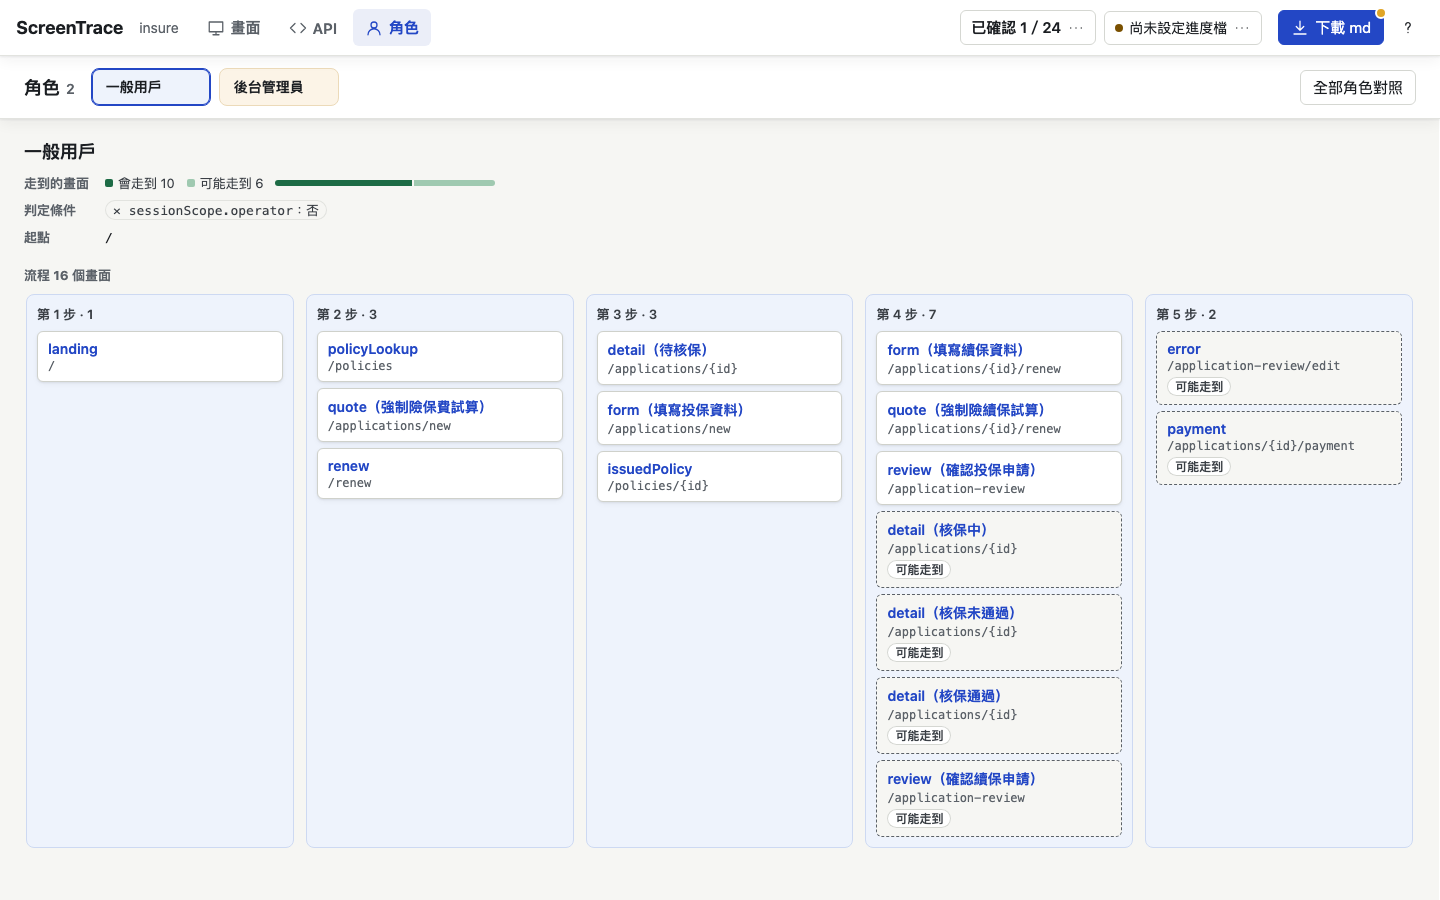 ScreenTrace insure 畫面 API 角色 已確認 1 / 24 ··· 尚未設定進度檔 ··· 下載 md ?
角色 2 一般用戶 後台管理員 全部角色對照
一般用戶
走到的畫面 會走到 10 可能走到 6
判定條件 × sessionScope.operator：否
起點 /
流程 16 個畫面
第 1 步 · 1
landing
/
第 2 步 · 3
policyLookup
/policies
quote（強制險保費試算）
/applications/new
renew
/renew
第 3 步 · 3
detail（待核保）
/applications/{id}
form（填寫投保資料）
/applications/new
issuedPolicy
/policies/{id}
第 4 步 · 7
form（填寫續保資料）
/applications/{id}/renew
quote（強制險續保試算）
/applications/{id}/renew
review（確認投保申請）
/application-review
detail（核保中）
/applications/{id}
可能走到
detail（核保未通過）
/applications/{id}
可能走到
detail（核保通過）
/applications/{id}
可能走到
review（確認續保申請）
/application-review
可能走到
第 5 步 · 2
error
/application-review/edit
可能走到
payment
/applications/{id}/payment
可能走到